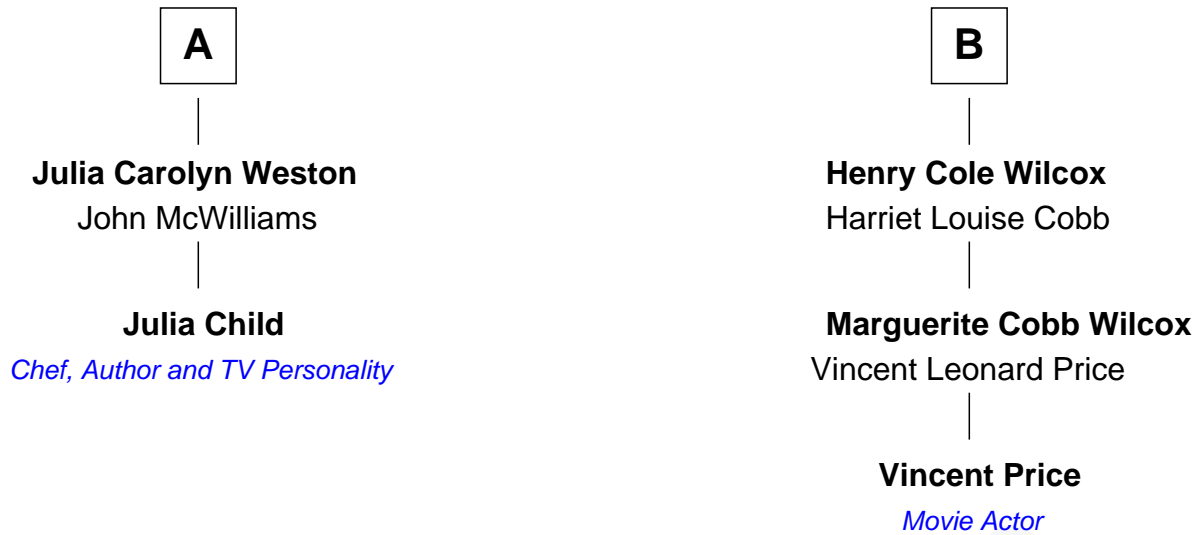 A
Julia Carolyn Weston
John McWilliams
Julia Child
Chef, Author and TV Personality
B
Henry Cole Wilcox
Harriet Louise Cobb
Marguerite Cobb Wilcox
Vincent Leonard Price
Vincent Price
Movie Actor